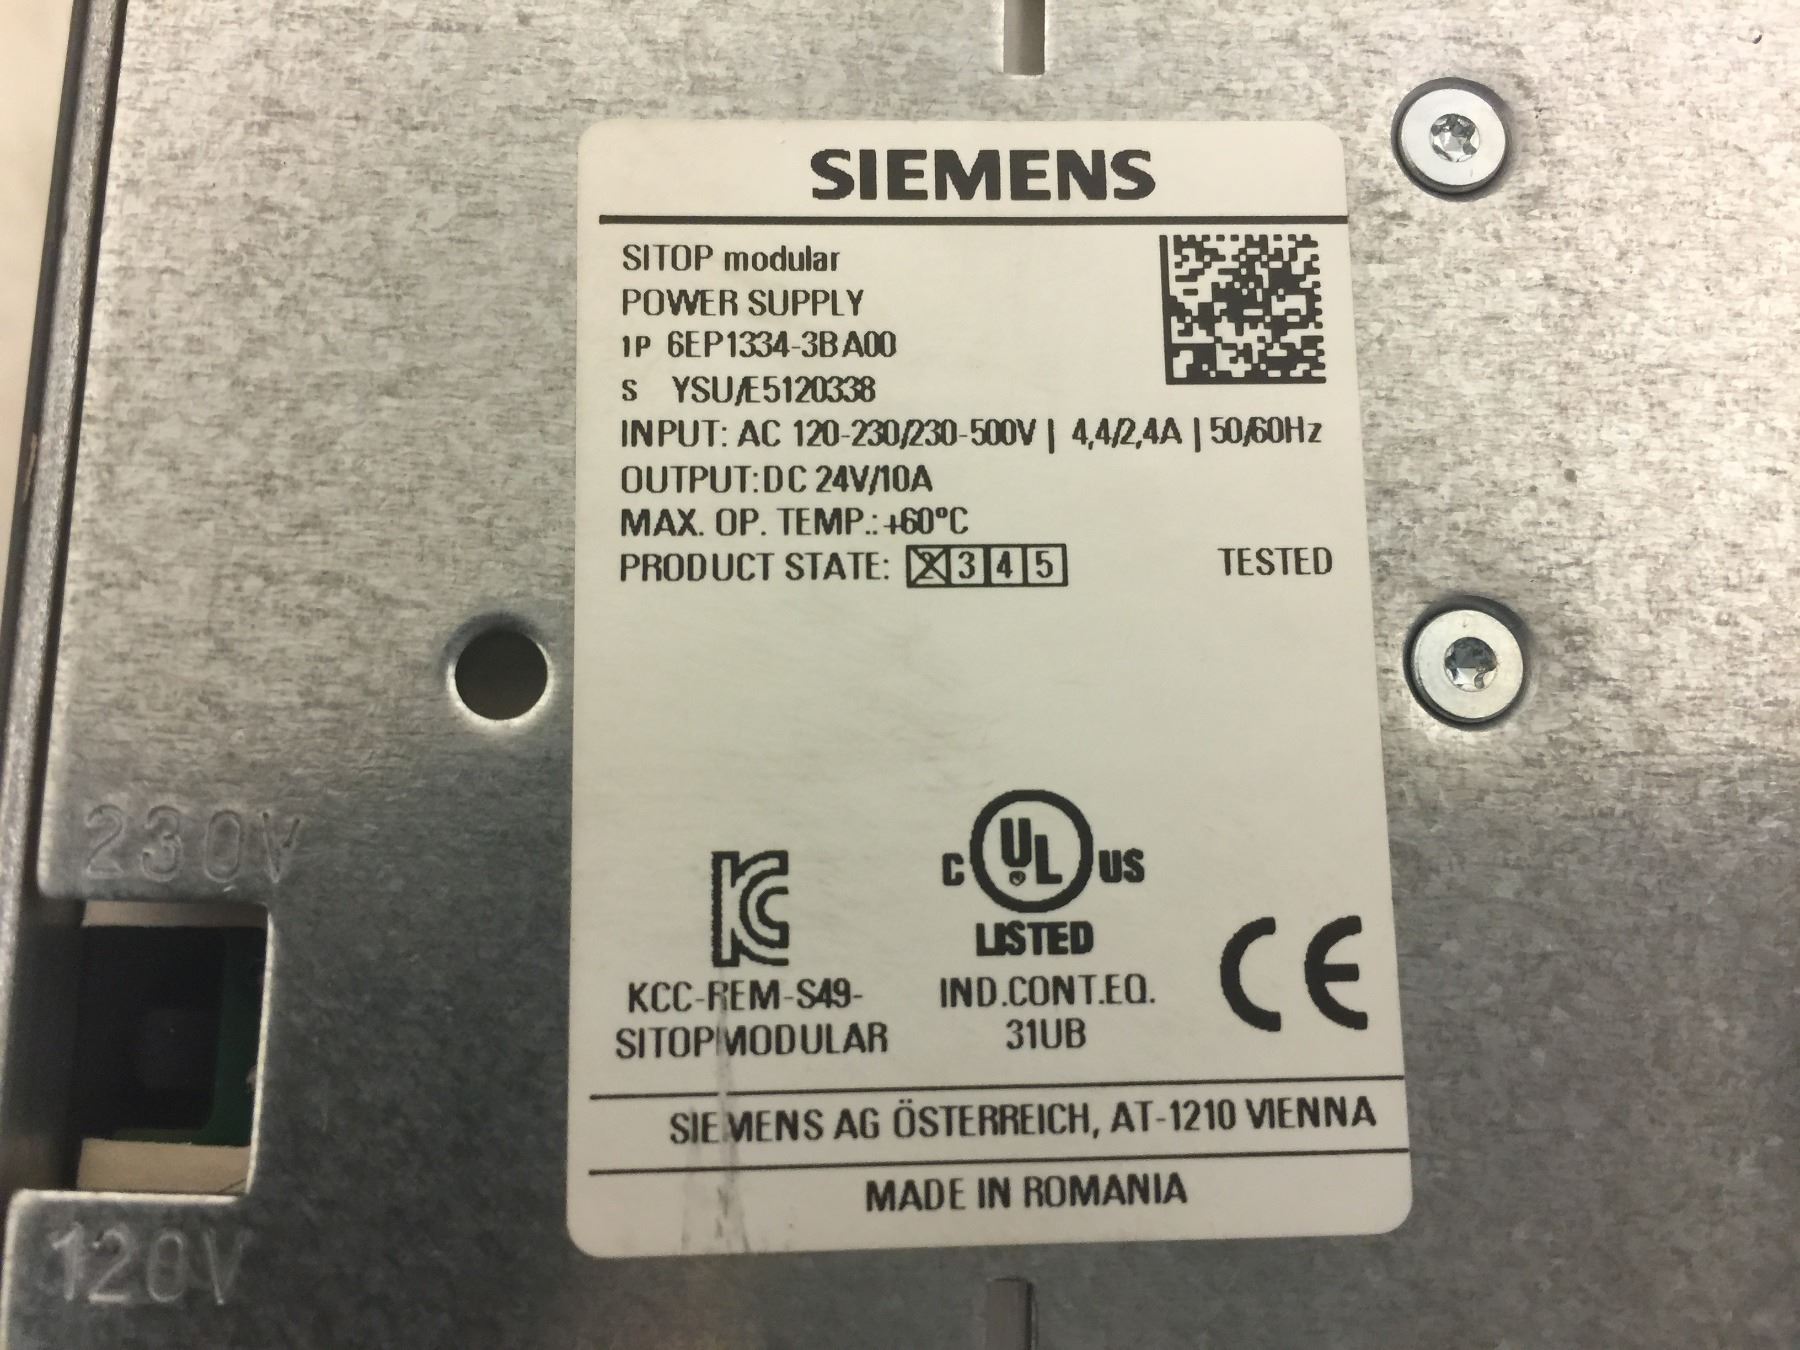 SIEMENS
SITOP modular
POWER SUPPLY
1P 6EP1334-3BA00
S YSU/E5120338
INPUT: AC 120-230/230-500V | 4,4/2,4A | 50/60Hz
OUTPUT: DC 24V/10A
MAX. OP. TEMP.: +60°C
PRODUCT STATE: 2 3 4 5 TESTED
230V
C UL US
LISTED
KCC-REM-S49-
SITOPMODULAR
IND.CONT.EQ.
31UB
CE
SIEMENS AG ÖSTERREICH, AT-1210 VIENNA
MADE IN ROMANIA
120V